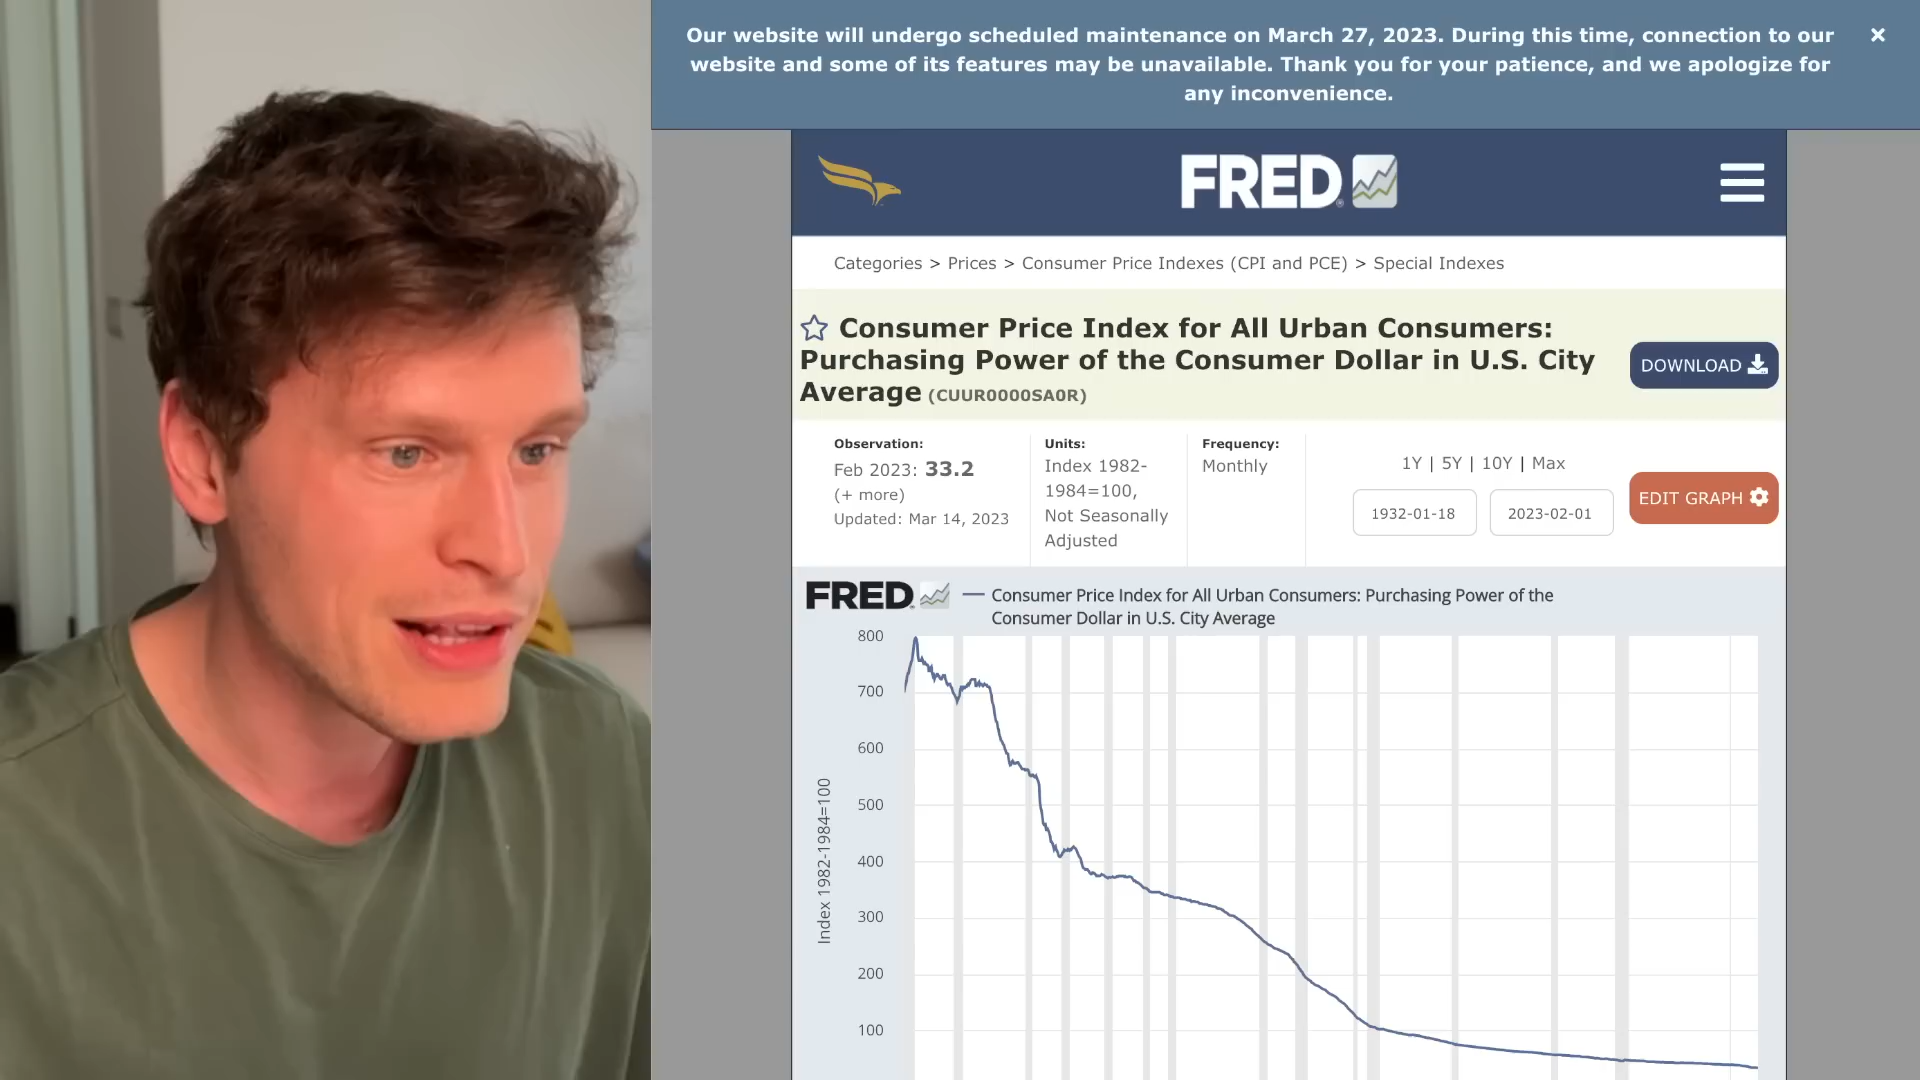 Our website will undergo scheduled maintenance on March 27, 2023. During this time, connection to our
website and some of its features may be unavailable. Thank you for your patience, and we apologize for
any inconvenience.
×
FRED
Categories > Prices > Consumer Price Indexes (CPI and PCE) > Special Indexes
Consumer Price Index for All Urban Consumers:
Purchasing Power of the Consumer Dollar in U.S. City
Average (CUUR0000SA0R)
DOWNLOAD
Observation:
Feb 2023: 33.2
(+ more)
Updated: Mar 14, 2023
Units:
Index 1982-
1984=100,
Not Seasonally
Adjusted
Frequency:
Monthly
1Y | 5Y | 10Y | Max
1932-01-18
2023-02-01
EDIT GRAPH
FRED
Consumer Price Index for All Urban Consumers: Purchasing Power of the
Consumer Dollar in U.S. City Average
Index 1982-1984=100
800
700
600
500
400
300
200
100